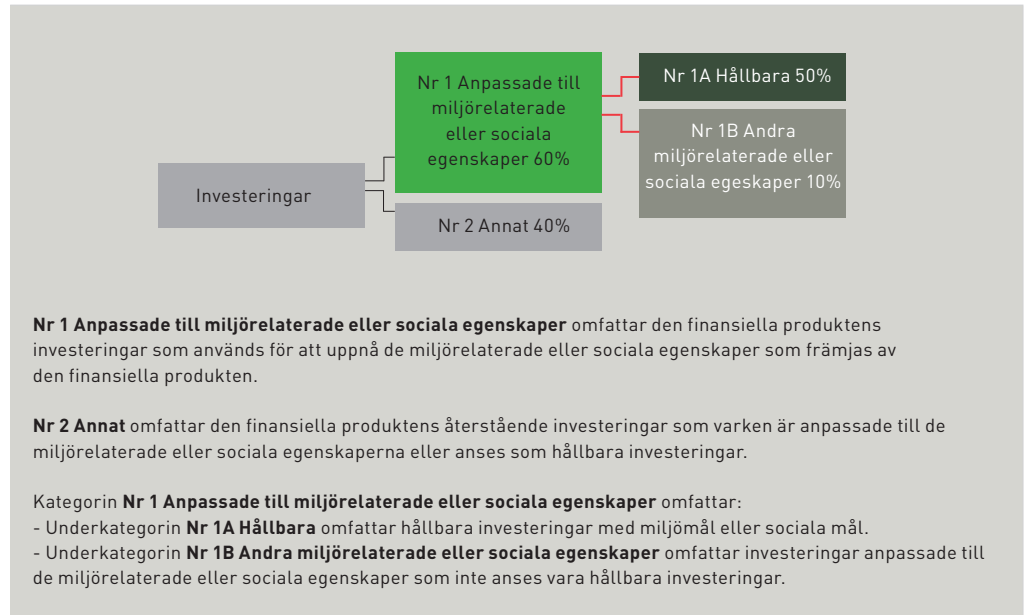 Nr 1 Anpassade till
miljörelaterade
eller sociala
egenskaper 60%
Nr 1A Hållbara 50%
Nr 1B Andra
miljörelaterade eller
sociala egeskaper 10%
Investeringar
Nr 2 Annat 40%
Nr 1 Anpassade till miljörelaterade eller sociala egenskaper omfattar den finansiella produktens
investeringar som används för att uppnå de miljörelaterade eller sociala egenskaper som främjas av
den finansiella produkten.
Nr 2 Annat omfattar den finansiella produktens återstående investeringar som varken är anpassade till de
miljörelaterade eller sociala egenskaperna eller anses som hållbara investeringar.
Kategorin Nr 1 Anpassade till miljörelaterade eller sociala egenskaper omfattar:
- Underkategorin Nr 1A Hållbara omfattar hållbara investeringar med miljömål eller sociala mål.
- Underkategorin Nr 1B Andra miljörelaterade eller sociala egenskaper omfattar investeringar anpassade till
de miljörelaterade eller sociala egenskaper som inte anses vara hållbara investeringar.